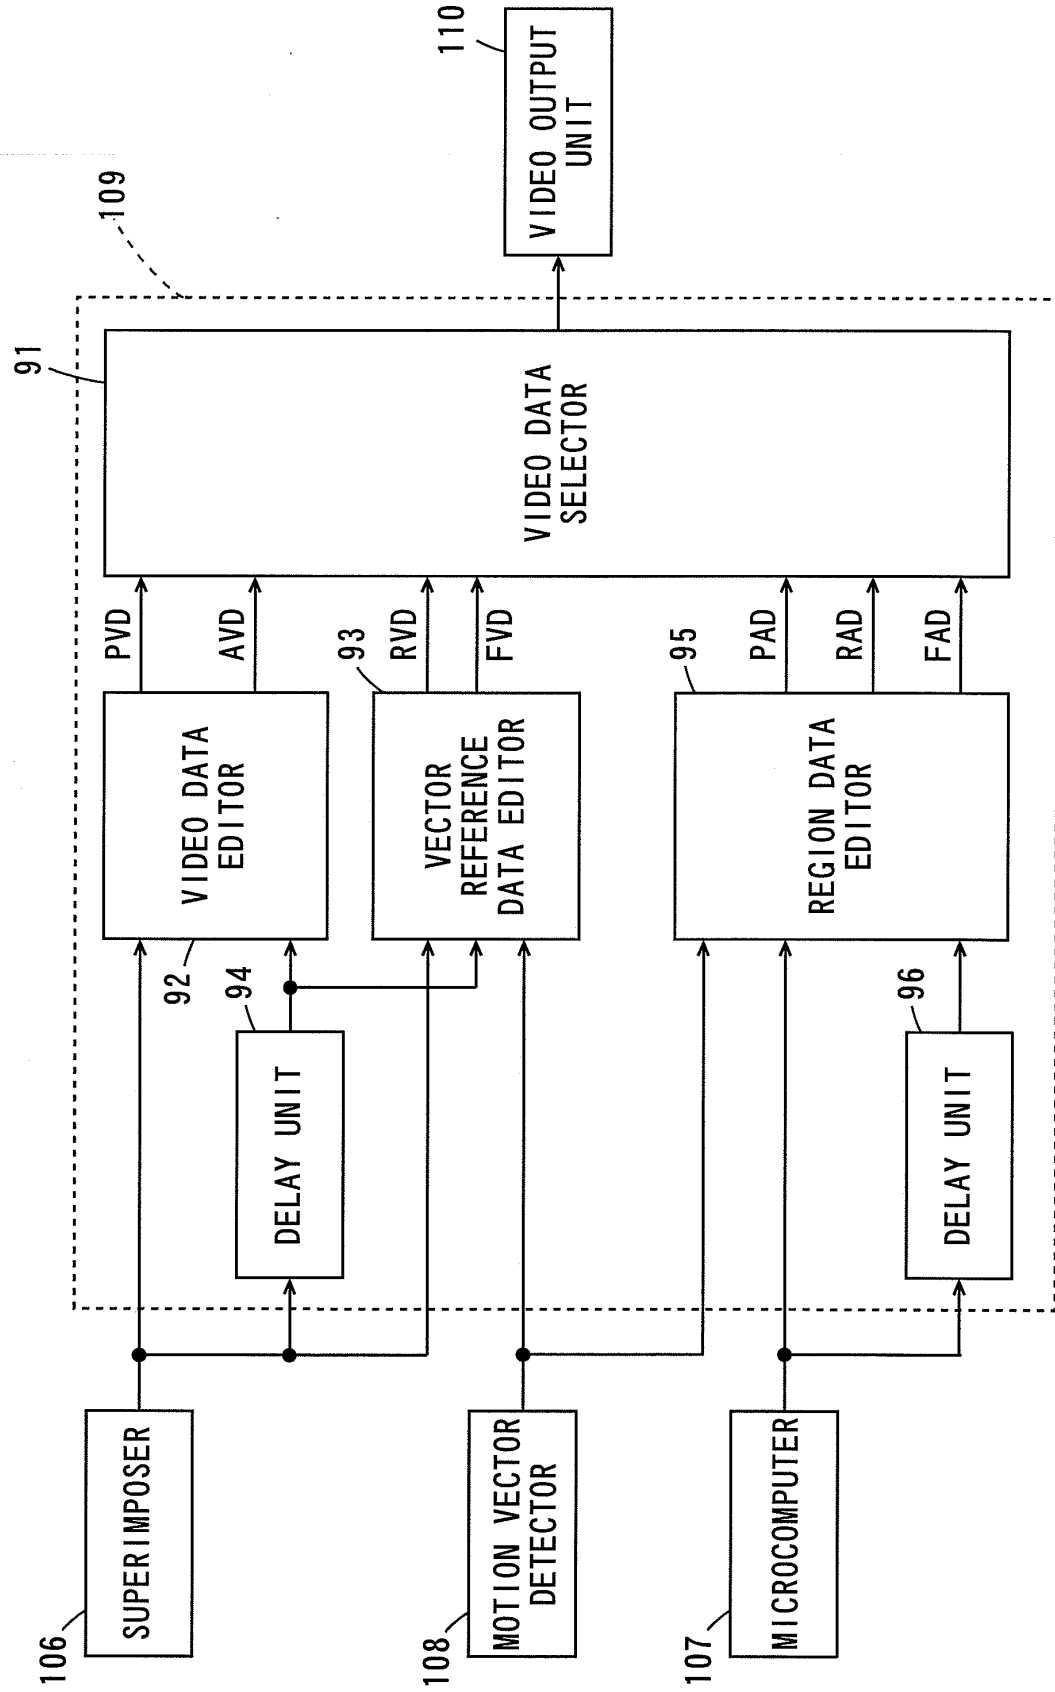 106
SUPERIMPOSER
108
MOTION VECTOR
DETECTOR
107
MICROCOMPUTER
94
DELAY UNIT
96
DELAY UNIT
92
VIDEO DATA
EDITOR
93
VECTOR
REFERENCE
DATA EDITOR
95
REGION DATA
EDITOR
PVD
AVD
RVD
FVD
PAD
RAD
FAD
91
VIDEO DATA
SELECTOR
109
110
VIDEO OUTPUT
UNIT